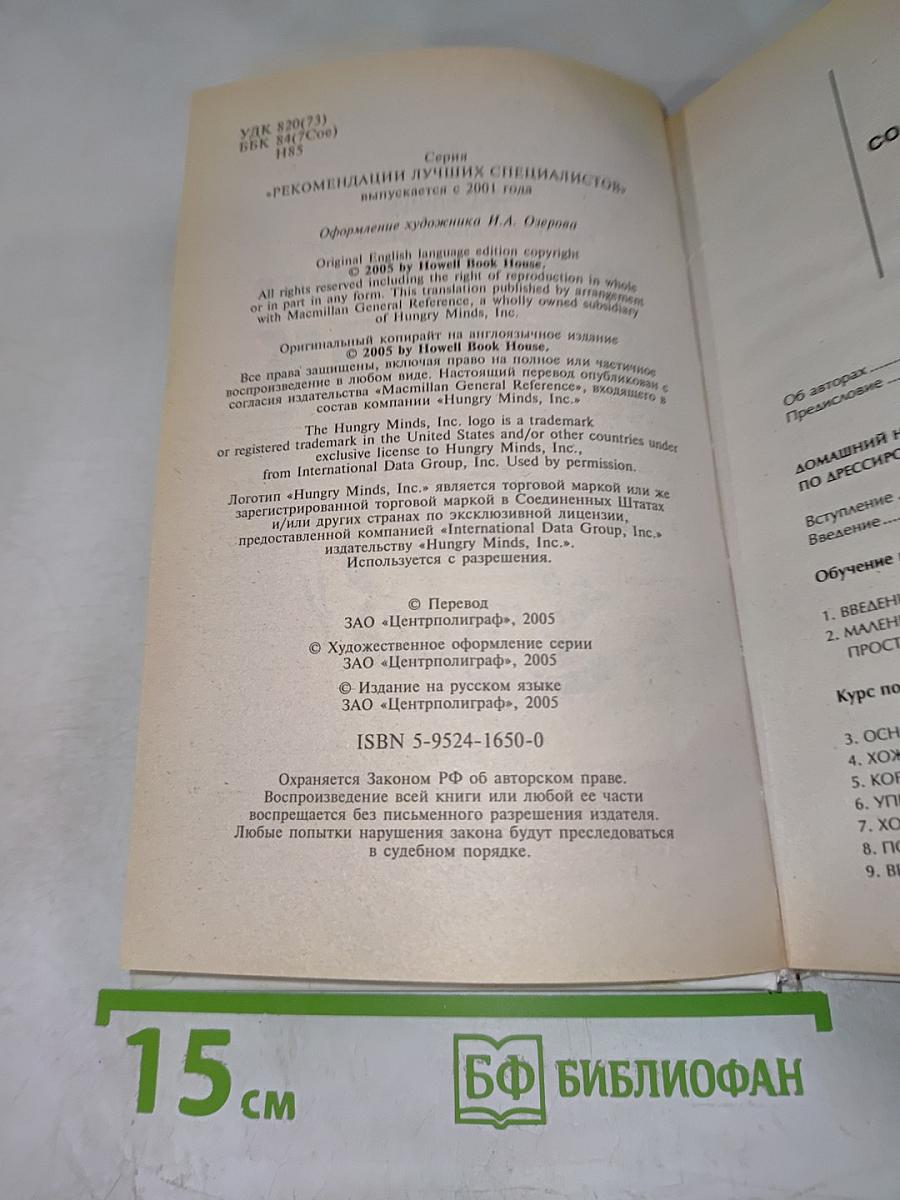 УДК 820(73)
ББК 84(7Сое)
Н85
Серия
«РЕКОМЕНДАЦИИ ЛУЧШИХ СПЕЦИАЛИСТОВ»
выпускается с 2001 года
Оформление художника И.А. Озерова
Original English language edition copyright
© 2005 by Howell Book House.
All rights reserved including the right of reproduction in whole
or in part in any form. This translation published by arrangement
with Macmillan General Reference, a wholly owned subsidiary
of Hungry Minds, Inc.
Оригинальный копирайт на англоязычное издание
© 2005 by Howell Book House.
Все права защищены, включая право на полное или частичное
воспроизведение в любом виде. Настоящий перевод опубликован с
согласия издательства «Macmillan General Reference», входящего в
состав компании «Hungry Minds, Inc.»
The Hungry Minds, Inc. logo is a trademark
or registered trademark in the United States and/or other countries under
exclusive license to Hungry Minds, Inc.,
from International Data Group, Inc. Used by permission.
Логотип «Hungry Minds, Inc.» является торговой маркой или же
зарегистрированной торговой маркой в Соединенных Штатах
и/или других странах по эксклюзивной лицензии,
предоставленной компанией «International Data Group, Inc.»
издательству «Hungry Minds, Inc.».
Используется с разрешения.
© Перевод
ЗАО «Центрполиграф», 2005
© Художественное оформление серии
ЗАО «Центрполиграф», 2005
© Издание на русском языке
ЗАО «Центрполиграф», 2005
ISBN 5-9524-1650-0
Охраняется Законом РФ об авторском праве.
Воспроизведение всей книги или любой ее части
воспрещается без письменного разрешения издателя.
Любые попытки нарушения закона будут преследоваться
в судебном порядке.
СО
Об авторах
Предисловие
ДОМАШНИЙ Н
ПО ДРЕССИРО
Вступление
Введение
Обучение
1. ВВЕДЕН
2. МАЛЕН
ПРОСТ
Курс по
3. ОСН
4. ХОЖ
5. КОР
6. УП
7. ХО
8. ПО
9. В
15 см
БФ БИБЛИОФАН